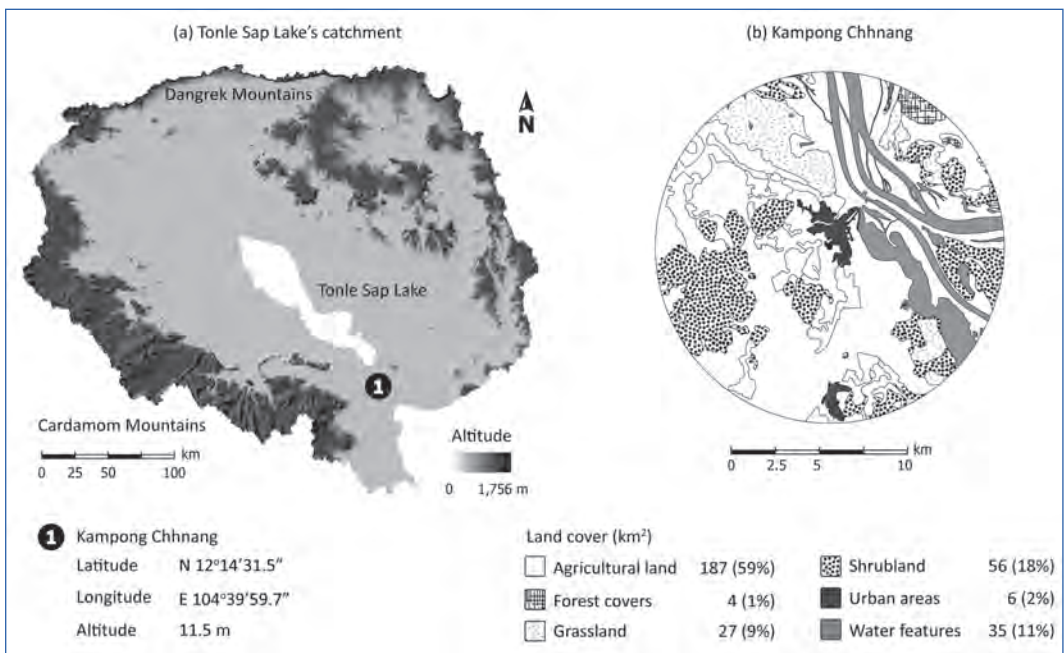 (a) Tonle Sap Lake's catchment
Dangrek Mountains
N
Tonle Sap Lake
1
Cardamom Mountains
km
0 25 50 75 100
Altitude
0 1,756 m
(b) Kampong Chhnang
km
0 2.5 5 10
1 Kampong Chhnang
Latitude N 12°14'31.5"
Longitude E 104°39'59.7"
Altitude 11.5 m
Land cover (km²)
Agricultural land 187 (59%)
Forest covers 4 (1%)
Grassland 27 (9%)
Shrubland 56 (18%)
Urban areas 6 (2%)
Water features 35 (11%)